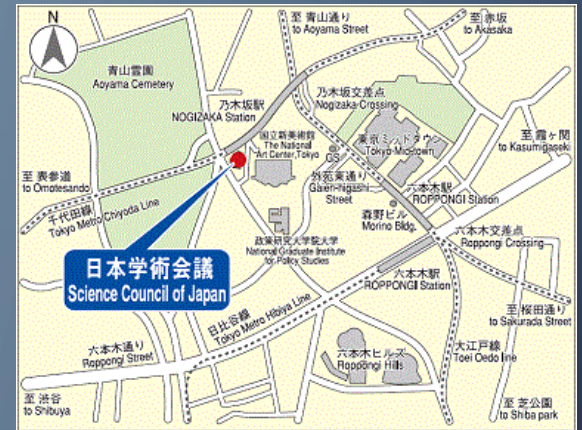 N
至 青山通り
to Aoyama Street
至 赤坂
to Akasaka
青山霊園
Aoyama Cemetery
乃木坂駅
NOGIZAKA Station
乃木坂交差点
Nogizaka Crossing
国立新美術館
The National
Art Center,Tokyo
東京ミッドタウン
Tokyo Mid-town
至 霞ヶ関
to Kasumigaseki
GS
至 表参道
to Omotesando
外苑東通り
Gaien-higashi
Street
六本木駅
ROPPONGI Station
千代田線
Tokyo Metro Chiyoda Line
森野ビル
Morino Bldg.
六本木交差点
Roppongi Crossing
政策研究大学院大学
National Graduate Institute
for Policy Studies
日本学術会議
Science Council of Japan
六本木駅
ROPPONGI Station
日比谷線
Tokyo Metro Hibiya Line
至 桜田通り
to Sakurada Street
六本木通り
Roppongi Street
六本木ヒルズ
Roppongi Hills
大江戸線
Toei Oedo line
至 渋谷
to Shibuya
至 芝公園
to Shiba park